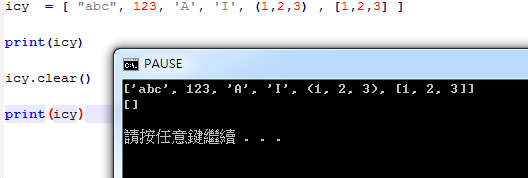 icy  = [ "abc", 123, 'A', 'I', (1,2,3) , [1,2,3] ]
print(icy)
icy.clear()
print(icy)
C:\. PAUSE
['abc', 123, 'A', 'I', (1, 2, 3), [1, 2, 3]]
[]
請按任意鍵繼續 . . .